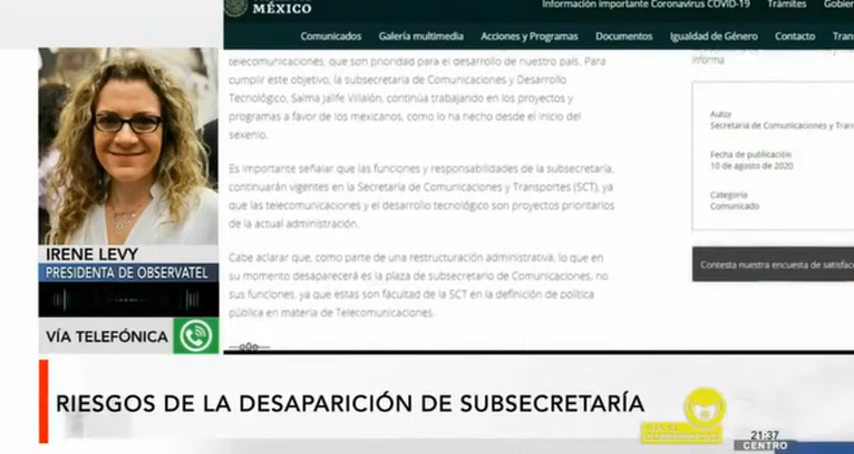 MÉXICO
Información importante Coronavirus COVID-19 Trámites Gobier
Comunicados Galería multimedia Acciones y Programas Documentos Igualdad de Género Contacto Trans
telecomunicaciones, que son prioridad para el desarrollo de nuestro país. Para
cumplir este objetivo, la subsecretaria de Comunicaciones y Desarrollo
Tecnológico, Salma Jalife Villalón, continúa trabajando en los proyectos y
programas a favor de los mexicanos, como lo ha hecho desde el inicio del
sexenio.
Es importante señalar que las funciones y responsabilidades de la subsecretaría,
continuarán vigentes en la Secretaría de Comunicaciones y Transportes (SCT), ya
que las telecomunicaciones y el desarrollo tecnológico son proyectos prioritarios
de la actual administración.
Cabe aclarar que, como parte de una restructuración administrativa, lo que en
su momento desaparecerá es la plaza de subsecretario de Comunicaciones, no
sus funciones, ya que estas son facultad de la SCT en la definición de política
pública en materia de Telecomunicaciones.
—o0o—
informa
Autor
Secretaría de Comunicaciones y Trans
Fecha de publicación
10 de agosto de 2020
Categoría
Comunicado
Contesta nuestra encuesta de satisfacc
IRENE LEVY
PRESIDENTA DE OBSERVATEL
VÍA TELEFÓNICA
RIESGOS DE LA DESAPARICIÓN DE SUBSECRETARÍA
21:37
CENTRO